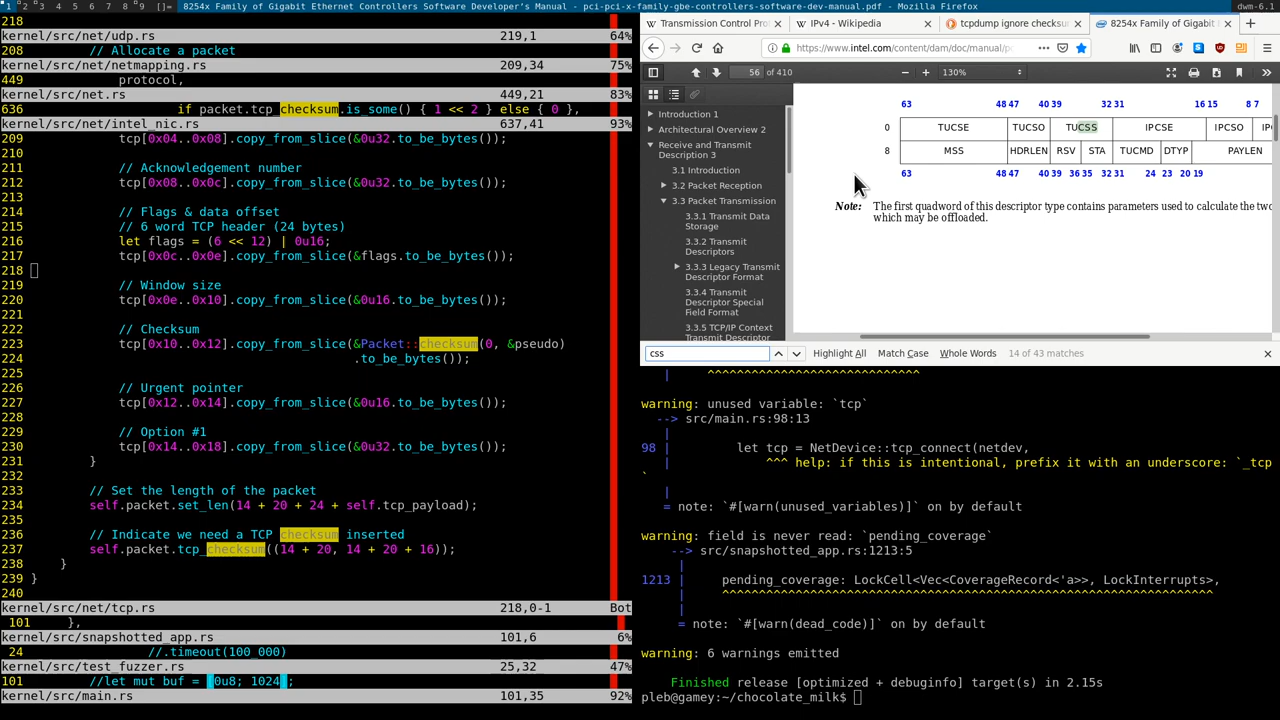 1 2 3 4 5 6 7 8 9 []= 8254x Family of Gigabit Ethernet Controllers Software Developer's Manual - pci-pci-x-family-gbe-controllers-software-dev-manual.pdf - Mozilla Firefox dwm-6.1
218
kernel/src/net/udp.rs 219,1 64%
208 // Allocate a packet
kernel/src/net/netmapping.rs 209,34 75%
449 protocol,
kernel/src/net.rs 449,21 83%
636 if packet.tcp_checksum.is_some() { 1 << 2 } else { 0 },
kernel/src/net/intel_nic.rs 637,41 93%
209 tcp[0x04..0x08].copy_from_slice(&0u32.to_be_bytes());
210
211 // Acknowledgement number
212 tcp[0x08..0x0c].copy_from_slice(&0u32.to_be_bytes());
213
214 // Flags & data offset
215 // 6 word TCP header (24 bytes)
216 let flags = (6 << 12) | 0u16;
217 tcp[0x0c..0x0e].copy_from_slice(&flags.to_be_bytes());
218
219 // Window size
220 tcp[0x0e..0x10].copy_from_slice(&0u16.to_be_bytes());
221
222 // Checksum
223 tcp[0x10..0x12].copy_from_slice(&Packet::checksum(0, &pseudo)
224 .to_be_bytes());
225
226 // Urgent pointer
227 tcp[0x12..0x14].copy_from_slice(&0u16.to_be_bytes());
228
229 // Option #1
230 tcp[0x14..0x18].copy_from_slice(&0u32.to_be_bytes());
231 }
232
233 // Set the length of the packet
234 self.packet.set_len(14 + 20 + 24 + self.tcp_payload);
235
236 // Indicate we need a TCP checksum inserted
237 self.packet.tcp_checksum((14 + 20, 14 + 20 + 16));
238 }
239 }
240
kernel/src/net/tcp.rs 218,0-1 Bot
101 },
kernel/src/snapshotted_app.rs 101,6 6%
24 //.timeout(100_000)
kernel/src/test_fuzzer.rs 25,32 47%
101 //let mut buf = [0u8; 1024];
kernel/src/main.rs 101,35 92%
Transmission Control Pro
IPv4 - Wikipedia
tcpdump ignore checksu
8254x Family of Gigabit
https://www.intel.com/content/dam/doc/manual/p
56 of 410
130%
Introduction 1
Architectural Overview 2
Receive and Transmit
Description 3
3.1 Introduction
3.2 Packet Reception
3.3 Packet Transmission
3.3.1 Transmit Data
Storage
3.3.2 Transmit
Descriptors
3.3.3 Legacy Transmit
Descriptor Format
3.3.4 Transmit
Descriptor Special
Field Format
3.3.5 TCP/IP Context
Transmit Descriptor
63 48 47 40 39 32 31 16 15 8 7
0 TUCSE TUCSO TUCSS IPCSE IPCSO IPC
8 MSS HDRLEN RSV STA TUCMD DTYP PAYLEN
63 48 47 40 39 36 35 32 31 24 23 20 19
Note: The first quadword of this descriptor type contains parameters used to calculate the two
which may be offloaded.
css
Highlight All Match Case Whole Words 14 of 43 matches
| ^^^^^^^^^^^^^^^^^^^^^^^^^^^^
warning: unused variable: `tcp`
--> src/main.rs:98:13
|
98 | let tcp = NetDevice::tcp_connect(netdev,
| ^^^ help: if this is intentional, prefix it with an underscore: `_tcp
`
|
= note: `#[warn(unused_variables)]` on by default
warning: field is never read: `pending_coverage`
--> src/snapshotted_app.rs:1213:5
|
1213 | pending_coverage: LockCell<Vec<CoverageRecord<'a>>, LockInterrupts>,
| ^^^^^^^^^^^^^^^^^^^^^^^^^^^^^^^^^^^^^^^^^^^^^^^^^^^^^^^^^^^^^^^^^^^
|
= note: `#[warn(dead_code)]` on by default
warning: 6 warnings emitted
Finished release [optimized + debuginfo] target(s) in 2.15s
pleb@gamey:~/chocolate_milk$